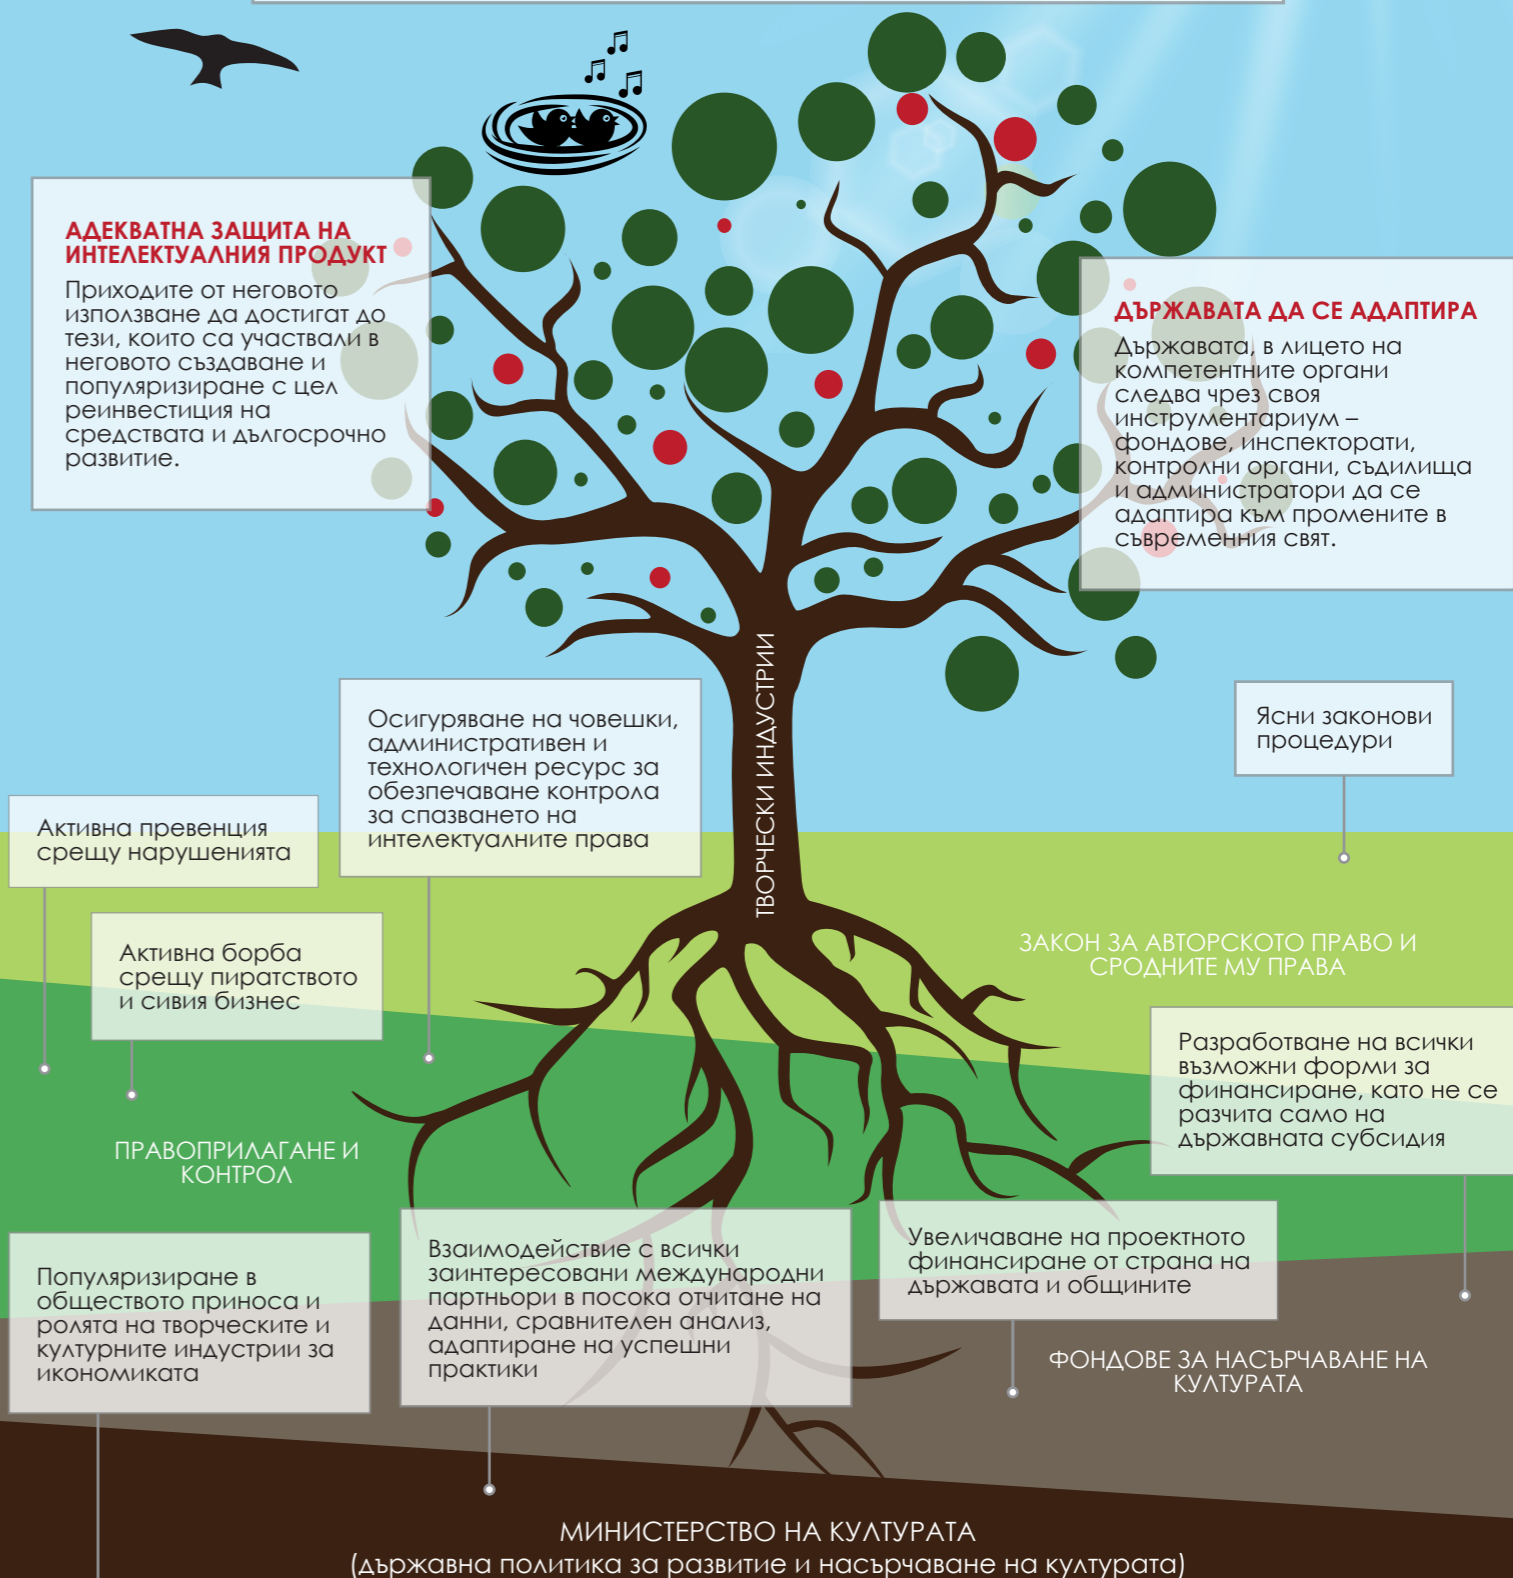 АДЕКВАТНА ЗАЩИТА НА
ИНТЕЛЕКТУАЛНИЯ ПРОДУКТ
Приходите от неговото
използване да достигат до
тези, които са участвали в
неговото създаване и
популяризиране с цел
реинвестиция на
средствата и дългосрочно
развитие.
ДЪРЖАВАТА ДА СЕ АДАПТИРА
Държавата, в лицето на
компетентните органи
следва чрез своя
инструментариум –
фондове, инспекторати,
контролни органи, съдилища
и администратори да се
адаптира към промените в
съвременния свят.
ТВОРЧЕСКИ ИНДУСТРИИ
Осигуряване на човешки,
административен и
технологичен ресурс за
обезпечаване контрола
за спазването на
интелектуалните права
Ясни законови
процедури
Активна превенция
срещу нарушенията
Активна борба
срещу пиратството
и сивия бизнес
ЗАКОН ЗА АВТОРСКОТО ПРАВО И
СРОДНИТЕ МУ ПРАВА
Разработване на всички
възможни форми за
финансиране, като не се
разчита само на
държавната субсидия
ПРАВОПРИЛАГАНЕ И
КОНТРОЛ
Популяризиране в
обществото приноса и
ролята на творческите и
културните индустрии за
икономиката
Взаимодействие с всички
заинтересовани международни
партньори в посока отчитане на
данни, сравнителен анализ,
адаптиране на успешни
практики
Увеличаване на проектното
финансиране от страна на
държавата и общините
ФОНДОВЕ ЗА НАСЪРЧАВАНЕ НА
КУЛТУРАТА
МИНИСТЕРСТВО НА КУЛТУРАТА
(държавна политика за развитие и насърчаване на културата)